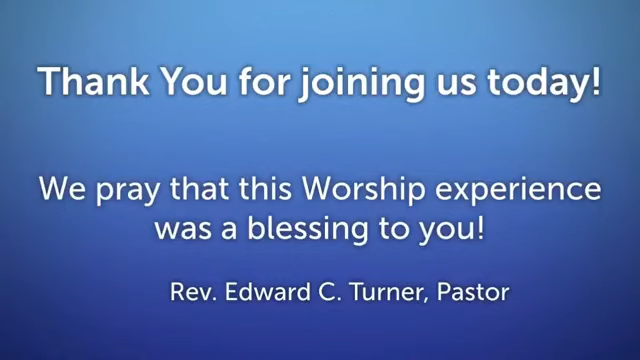 Thank You for joining us today!
We pray that this Worship experience
was a blessing to you!
Rev. Edward C. Turner, Pastor